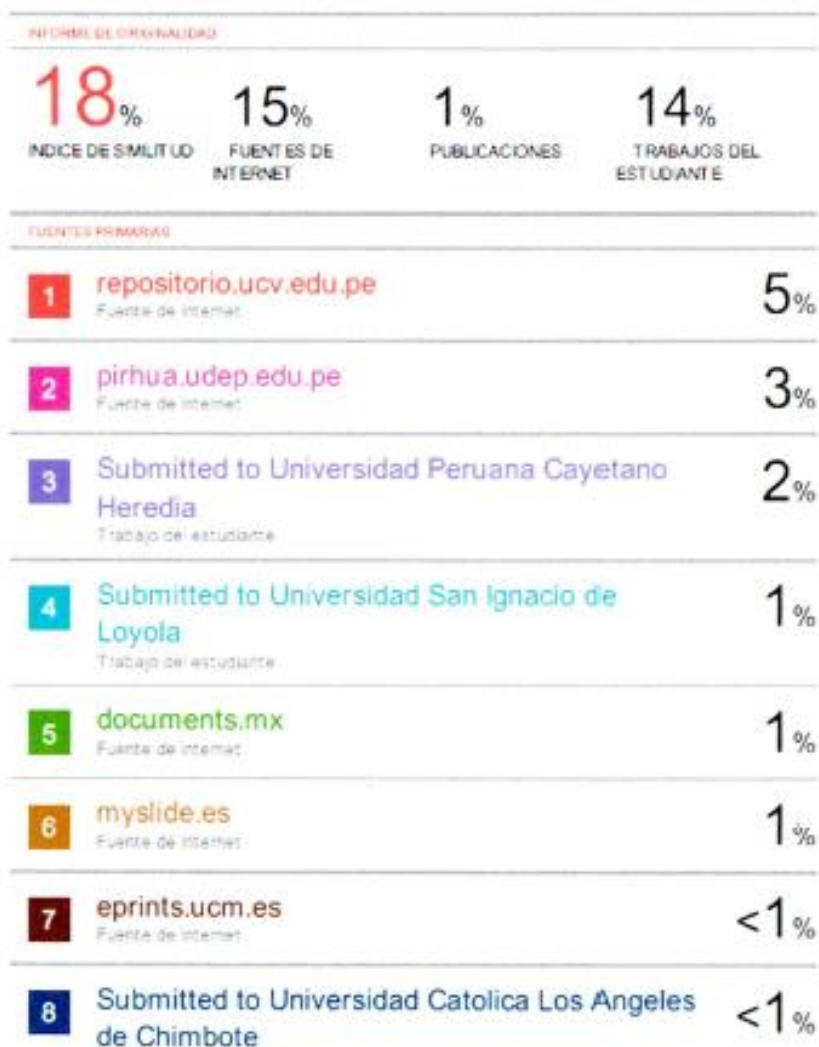 INFORME DE ORIGINALIDAD
18% 15% 1% 14%
INDICE DE SIMILITUD FUENTES DE PUBLICACIONES TRABAJOS DEL
INTERNET ESTUDIANTE
FUENTES PRIMARIAS
1 repositorio.ucv.edu.pe 5%
Fuente de Internet
2 pirhua.udep.edu.pe 3%
Fuente de Internet
3 Submitted to Universidad Peruana Cayetano 2%
Heredia
Trabajo del estudiante
4 Submitted to Universidad San Ignacio de 1%
Loyola
Trabajo del estudiante
5 documents.mx 1%
Fuente de Internet
6 myslide.es 1%
Fuente de Internet
7 eprints.ucm.es <1%
Fuente de Internet
8 Submitted to Universidad Catolica Los Angeles <1%
de Chimbote